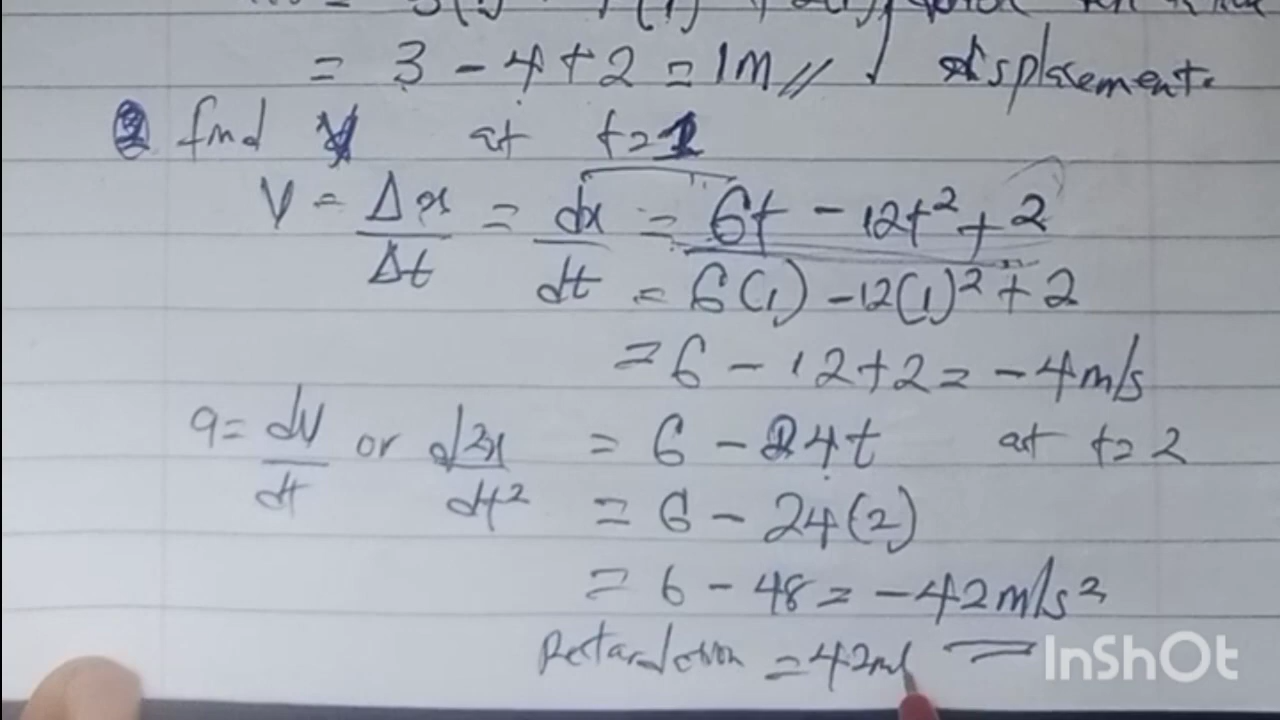 = 3 - 4 + 2 = 1m // displacement.
2 find V at t=1
V = Δx/Δt = dx/dt = 6t - 12t² + 2
= 6(1) - 12(1)² + 2
= 6 - 12 + 2 = -4m/s
a = dv/dt or d²x/dt² = 6 - 24t at t=2
= 6 - 24(2)
= 6 - 48 = -42m/s²
Retardation = 42m/
InShOt